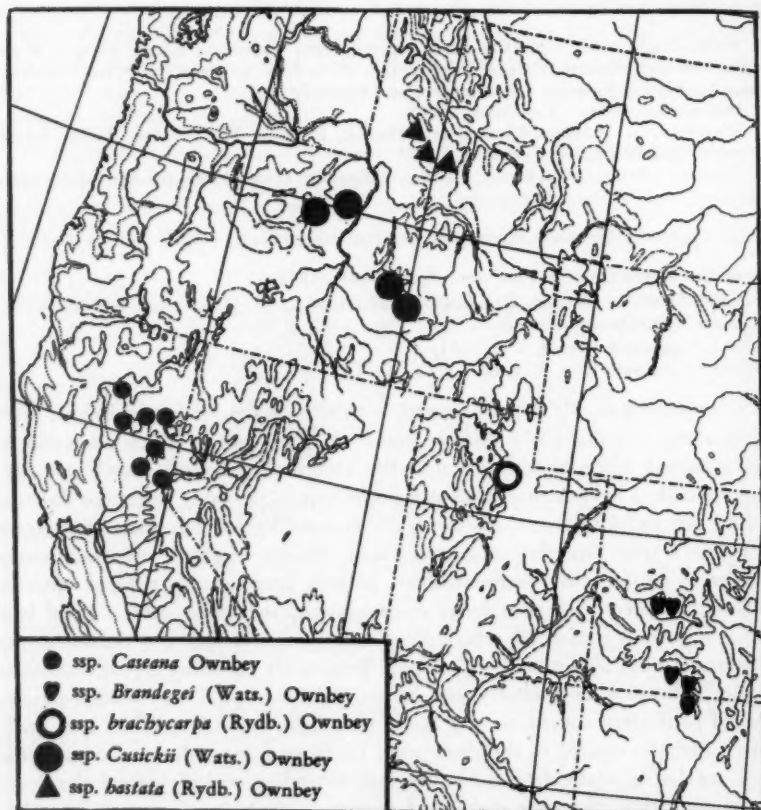 ssp. Caseana Ownbey
ssp. Brandegei (Wats.) Ownbey
ssp. brachycarpa (Rydb.) Ownbey
ssp. Cusickii (Wats.) Ownbey
ssp. hastata (Rydb.) Ownbey